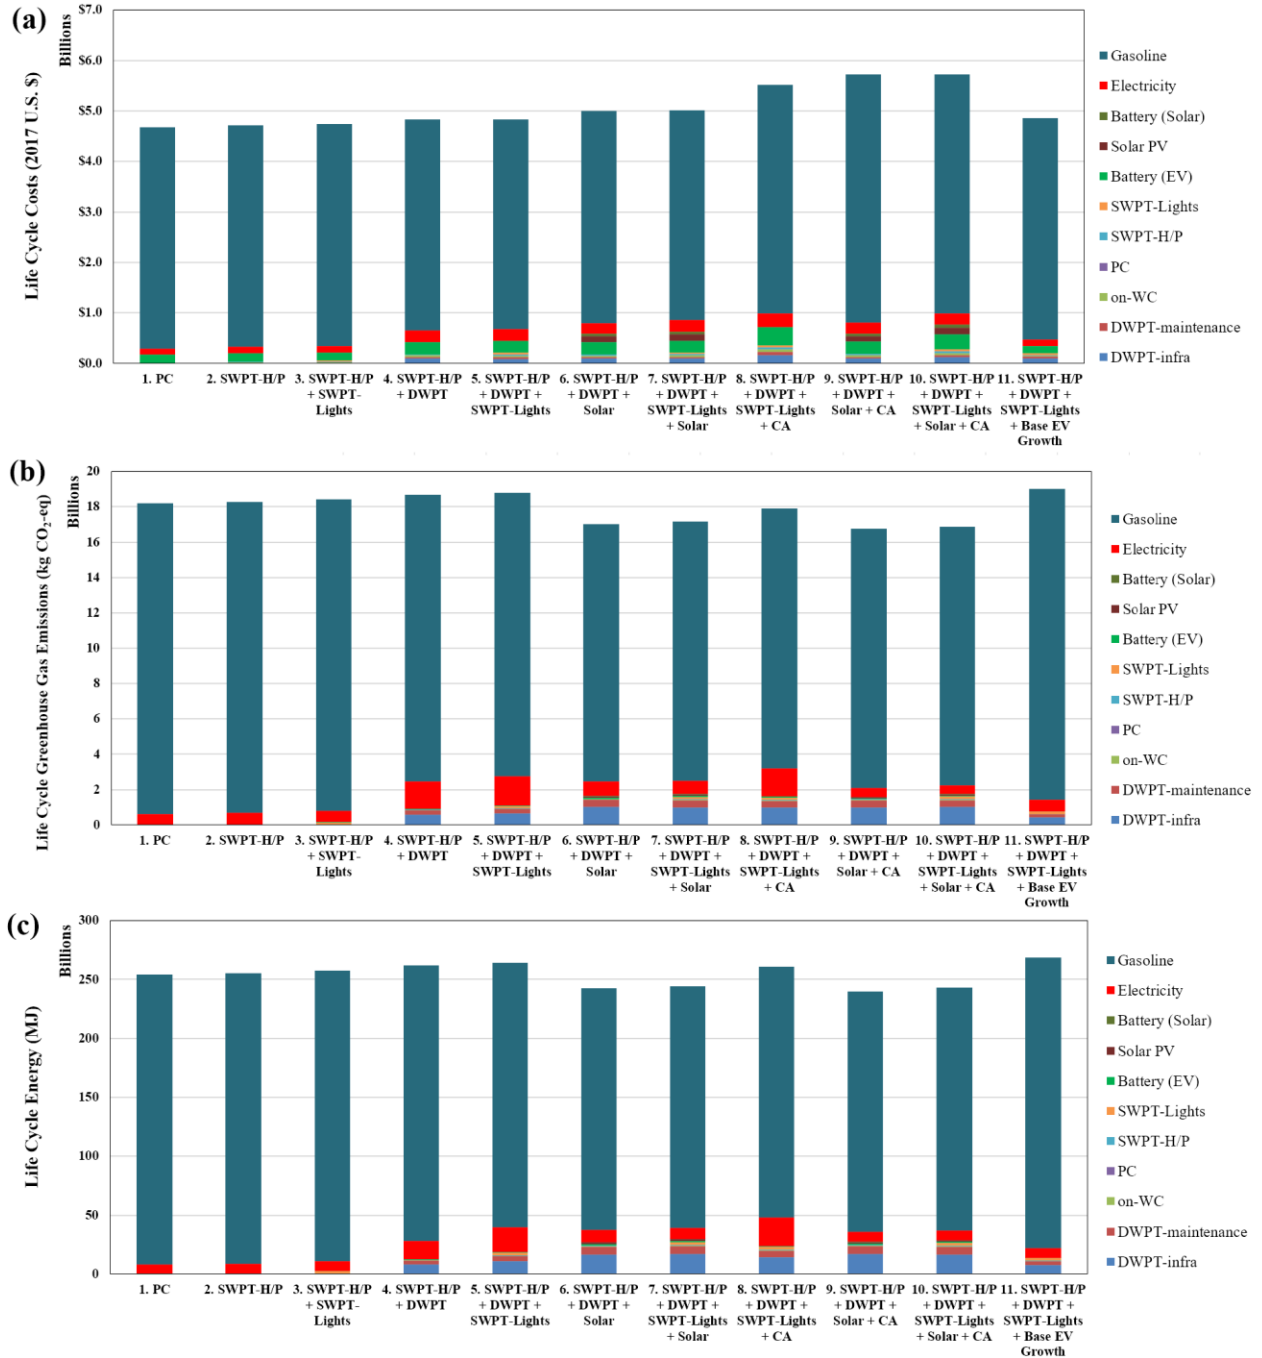 (a)
Billions
Life Cycle Costs (2017 U.S. $)
$7.0
$6.0
$5.0
$4.0
$3.0
$2.0
$1.0
$0.0
1. PC
2. SWPT-H/P
3. SWPT-H/P
+ SWPT-
Lights
4. SWPT-H/P
+ DWPT
5. SWPT-H/P
+ DWPT +
SWPT-Lights
6. SWPT-H/P
+ DWPT +
Solar
7. SWPT-H/P
+ DWPT +
SWPT-Lights
+ Solar
8. SWPT-H/P
+ DWPT +
SWPT-Lights
+ CA
9. SWPT-H/P
+ DWPT +
Solar + CA
10. SWPT-H/P
+ DWPT +
SWPT-Lights
+ Solar + CA
11. SWPT-H/P
+ DWPT +
SWPT-Lights
+ Base EV
Growth
Gasoline
Electricity
Battery (Solar)
Solar PV
Battery (EV)
SWPT-Lights
SWPT-H/P
PC
on-WC
DWPT-maintenance
DWPT-infra
(b)
Billions
Life Cycle Greenhouse Gas Emissions (kg CO₂-eq)
20
18
16
14
12
10
8
6
4
2
0
1. PC
2. SWPT-H/P
3. SWPT-H/P
+ SWPT-
Lights
4. SWPT-H/P
+ DWPT
5. SWPT-H/P
+ DWPT +
SWPT-Lights
6. SWPT-H/P
+ DWPT +
Solar
7. SWPT-H/P
+ DWPT +
SWPT-Lights
+ Solar
8. SWPT-H/P
+ DWPT +
SWPT-Lights
+ CA
9. SWPT-H/P
+ DWPT +
Solar + CA
10. SWPT-H/P
+ DWPT +
SWPT-Lights
+ Solar + CA
11. SWPT-H/P
+ DWPT +
SWPT-Lights
+ Base EV
Growth
Gasoline
Electricity
Battery (Solar)
Solar PV
Battery (EV)
SWPT-Lights
SWPT-H/P
PC
on-WC
DWPT-maintenance
DWPT-infra
(c)
Billions
Life Cycle Energy (MJ)
300
250
200
150
100
50
0
1. PC
2. SWPT-H/P
3. SWPT-H/P
+ SWPT-
Lights
4. SWPT-H/P
+ DWPT
5. SWPT-H/P
+ DWPT +
SWPT-Lights
6. SWPT-H/P
+ DWPT +
Solar
7. SWPT-H/P
+ DWPT +
SWPT-Lights
+ Solar
8. SWPT-H/P
+ DWPT +
SWPT-Lights
+ CA
9. SWPT-H/P
+ DWPT +
Solar + CA
10. SWPT-H/P
+ DWPT +
SWPT-Lights
+ Solar + CA
11. SWPT-H/P
+ DWPT +
SWPT-Lights
+ Base EV
Growth
Gasoline
Electricity
Battery (Solar)
Solar PV
Battery (EV)
SWPT-Lights
SWPT-H/P
PC
on-WC
DWPT-maintenance
DWPT-infra